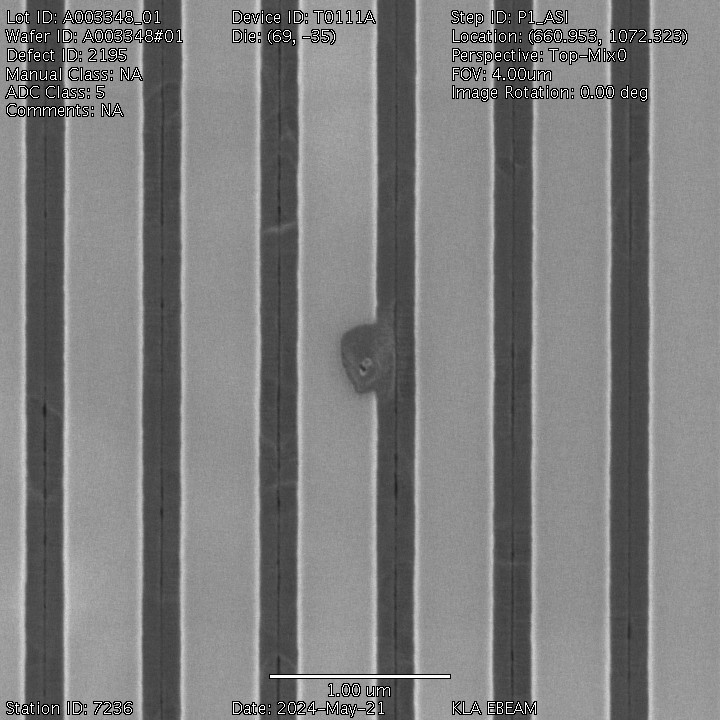 Lot ID: A003348_01
Device ID: T0111A
Step ID: P1_ASI
Wafer ID: A003348#01
Die: (69, -35)
Location: (660.953, 1072.323)
Defect ID: 2195
Perspective: Top-Mix0
Manual Class: NA
FOV: 4.00um
ADC Class: 5
Image Rotation: 0.00 deg
Comments: NA
1.00 um
Station ID: 7236
Date: 2024-May-21
KLA EBEAM